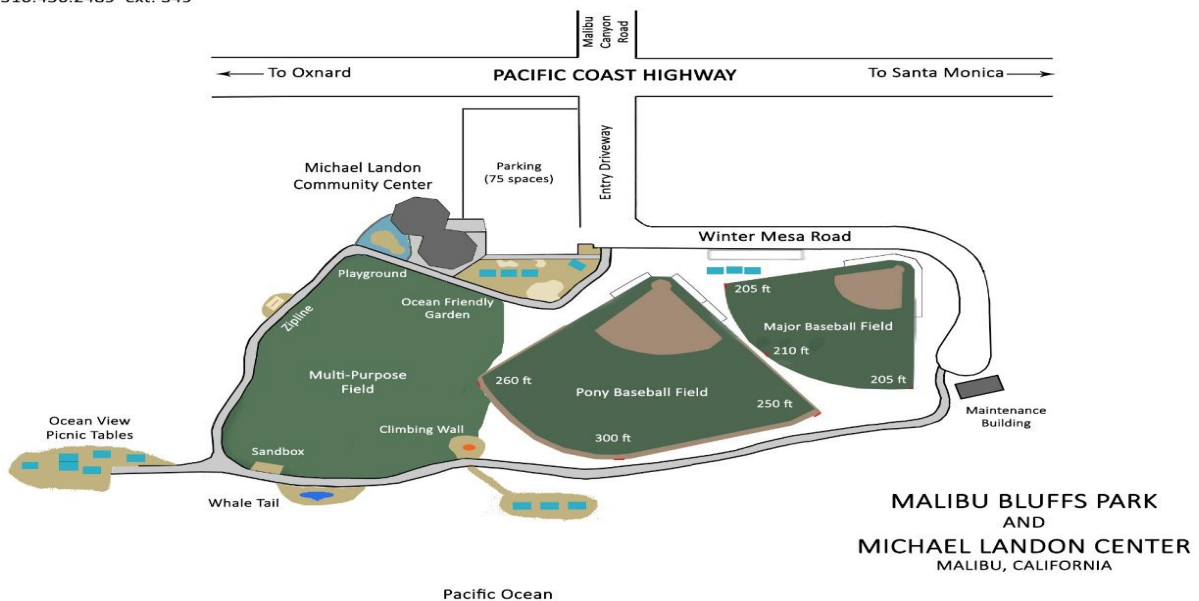 Malibu
Canyon
Road
To Oxnard
PACIFIC COAST HIGHWAY
To Santa Monica
Entry Driveway
Parking
(75 spaces)
Michael Landon
Community Center
Winter Mesa Road
Playground
Zipline
Ocean Friendly
Garden
205 ft
Major Baseball Field
210 ft
205 ft
Multi-Purpose
Field
260 ft
Pony Baseball Field
250 ft
300 ft
Maintenance
Building
Ocean View
Picnic Tables
Climbing Wall
Sandbox
Whale Tail
MALIBU BLUFFS PARK
AND
MICHAEL LANDON CENTER
MALIBU, CALIFORNIA
Pacific Ocean